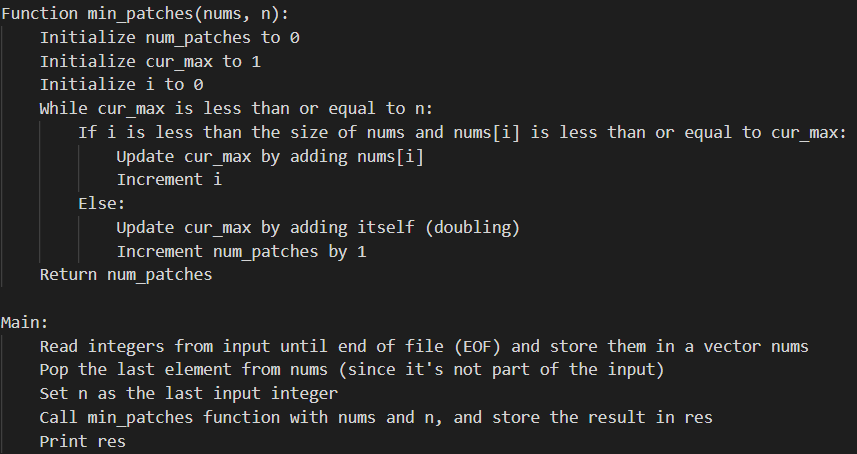 Function min_patches(nums, n):
Initialize num_patches to 0
Initialize cur_max to 1
Initialize i to 0
While cur_max is less than or equal to n:
If i is less than the size of nums and nums[i] is less than or equal to cur_max:
Update cur_max by adding nums[i]
Increment i
Else:
Update cur_max by adding itself (doubling)
Increment num_patches by 1
Return num_patches
Main:
Read integers from input until end of file (EOF) and store them in a vector nums
Pop the last element from nums (since it's not part of the input)
Set n as the last input integer
Call min_patches function with nums and n, and store the result in res
Print res